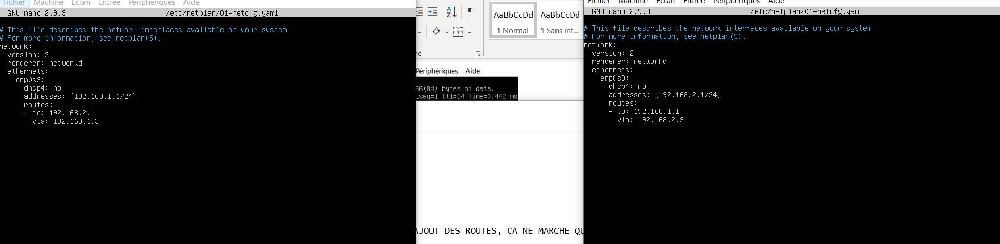 Fichier Machine Écran Entrée Périphériques Aide
GNU nano 2.9.3 /etc/netplan/01-netcfg.yaml
# This file describes the network interfaces available on your system
# For more information, see netplan(5).
network:
  version: 2
  renderer: networkd
  ethernets:
    enp0s3:
      dhcp4: no
      addresses: [192.168.1.1/24]
      routes:
      - to: 192.168.2.1
        via: 192.168.1.3
AaBbCcDd AaBbCcDd
¶ Normal ¶ Sans int...
ne
Périphériques Aide
56(84) bytes of data.
_seq=1 ttl=64 time=0.442 ms
AJOUT DES ROUTES, CA NE MARCHE QU
Fichier Machine Écran Entrée Périphériques Aide
GNU nano 2.9.3 /etc/netplan/01-netcfg.yaml
# This file describes the network interfaces available on your system
# For more information, see netplan(5).
network:
  version: 2
  renderer: networkd
  ethernets:
    enp0s3:
      dhcp4: no
      addresses: [192.168.2.1/24]
      routes:
      - to: 192.168.1.1
        via: 192.168.2.3